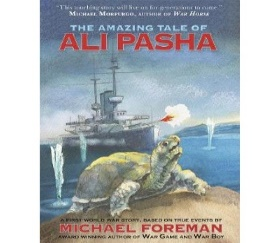 "This touching story will live on for generations to come"
MICHAEL MORPURGO, AUTHOR OF WAR HORSE
THE AMAZING TALE OF
ALI PASHA
A FIRST WORLD WAR STORY, BASED ON TRUE EVENTS BY
MICHAEL FOREMAN
AWARD WINNING AUTHOR OF WAR GAME AND WAR BOY